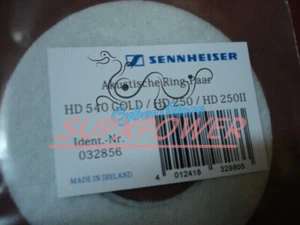 SENNHEISER
Akustische Ring-Paar
HD 540 GOLD / HD 250 / HD 250II
SUPXPOWER
Ident.-Nr.
032856
4 012418 329805
MADE IN IRELAND